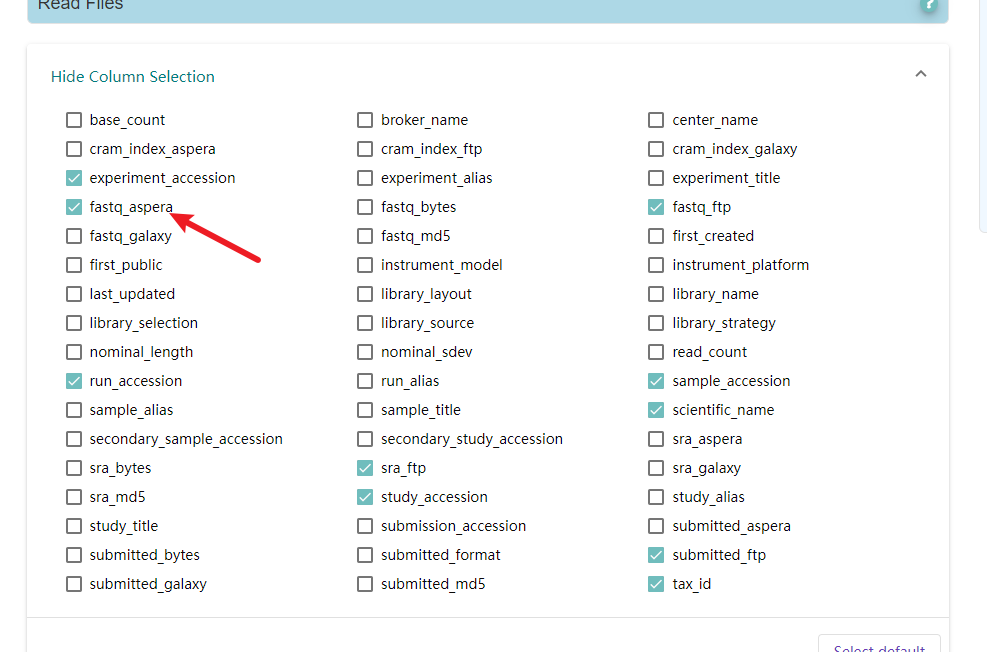 Read Files
?
Hide Column Selection
base_count broker_name center_name
cram_index_aspera cram_index_ftp cram_index_galaxy
experiment_accession experiment_alias experiment_title
fastq_aspera fastq_bytes fastq_ftp
fastq_galaxy fastq_md5 first_created
first_public instrument_model instrument_platform
last_updated library_layout library_name
library_selection library_source library_strategy
nominal_length nominal_sdev read_count
run_accession run_alias sample_accession
sample_alias sample_title scientific_name
secondary_sample_accession secondary_study_accession sra_aspera
sra_bytes sra_ftp sra_galaxy
sra_md5 study_accession study_alias
study_title submission_accession submitted_aspera
submitted_bytes submitted_format submitted_ftp
submitted_galaxy submitted_md5 tax_id
Select default